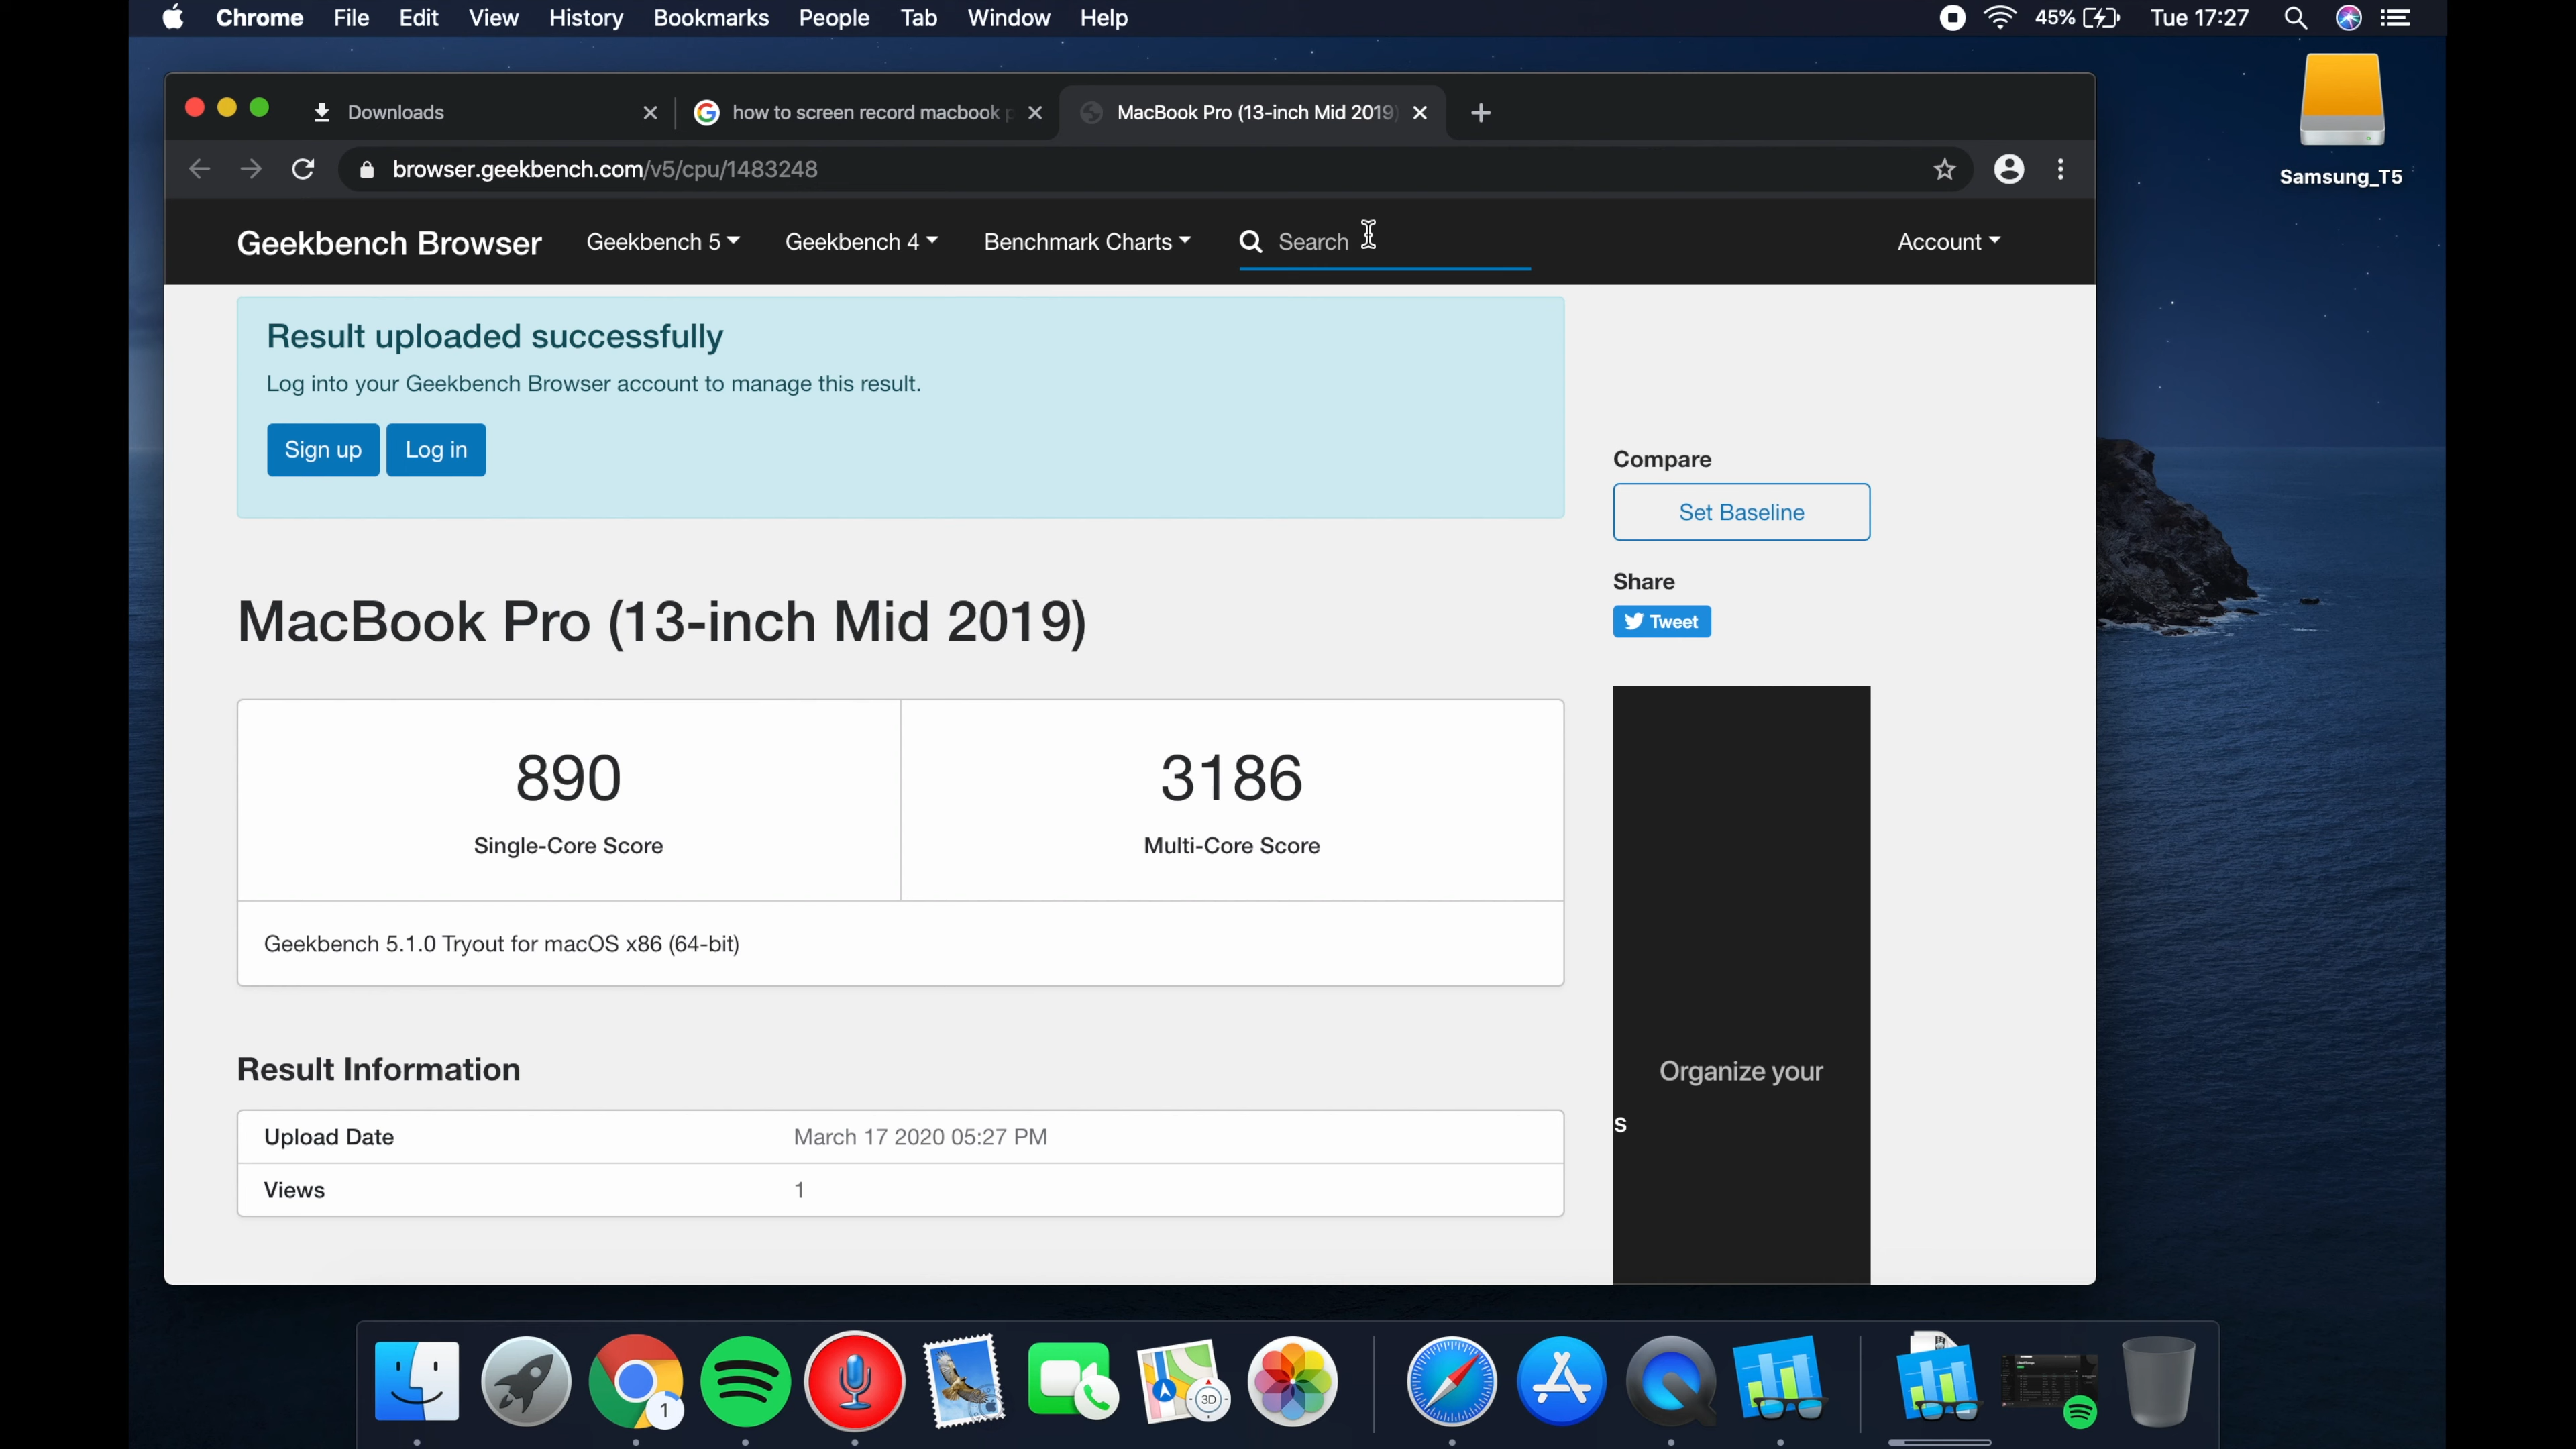 Chrome File Edit View History Bookmarks People Tab Window Help 45% Tue 17:27
Samsung_T5
Downloads
how to screen record macbook p
MacBook Pro (13-inch Mid 2019)
browser.geekbench.com/v5/cpu/1483248
Geekbench Browser Geekbench 5 Geekbench 4 Benchmark Charts Search Account
Result uploaded successfully
Log into your Geekbench Browser account to manage this result.
Sign up Log in
Compare
Set Baseline
Share
Tweet
MacBook Pro (13-inch Mid 2019)
890 3186
Single-Core Score Multi-Core Score
Geekbench 5.1.0 Tryout for macOS x86 (64-bit)
Organize your
s
Result Information
Upload Date March 17 2020 05:27 PM
Views 1
1
3D